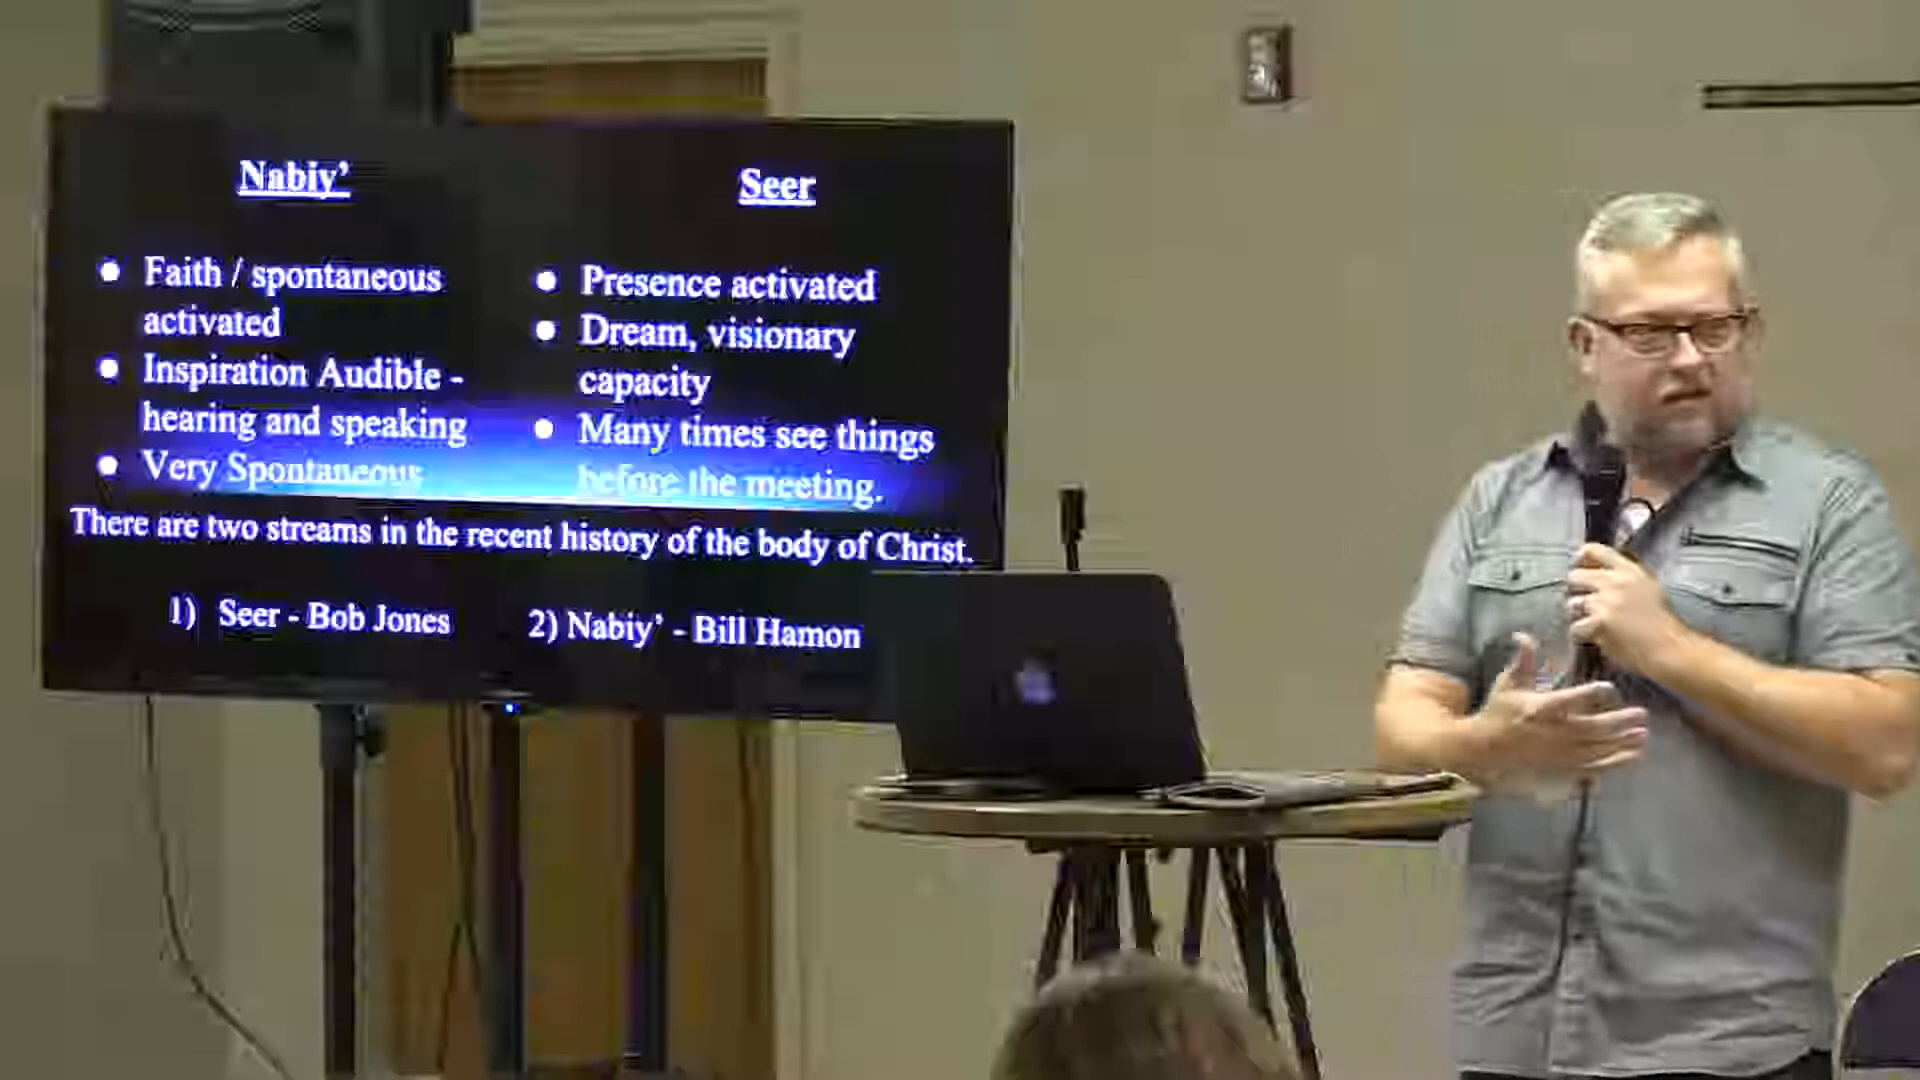 Nabiy’
● Faith / spontaneous
activated
● Inspiration Audible -
hearing and speaking
● Very Spontaneous
Seer
● Presence activated
● Dream, visionary
capacity
● Many times see things
before the meeting.
There are two streams in the recent history of the body of Christ.
1) Seer - Bob Jones
2) Nabiy’ - Bill Hamon